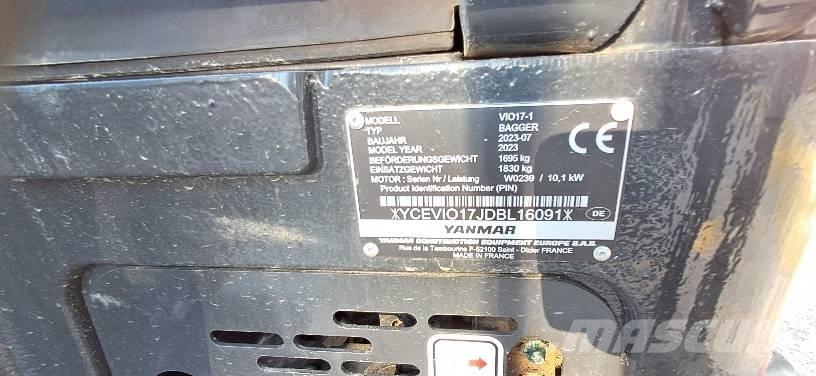 MODELL VIO17-1
TYP BAGGER
BAUJAHR 2023-07
MODEL YEAR 2023
BEFÖRDERUNGSGEWICHT 1695 kg
EINSATZGEWICHT 1830 kg
MOTOR : Serien Nr / Leistung W0239 / 10,1 kW
Product Identification Number (PIN)
XYCEVIO17JDBL16091X
DE
YANMAR
YANMAR CONSTRUCTION EQUIPMENT EUROPE S.A.S.
Rue de la Tambourine F-52100 Saint - Dizier FRANCE
MADE IN FRANCE
CE
MASCUS